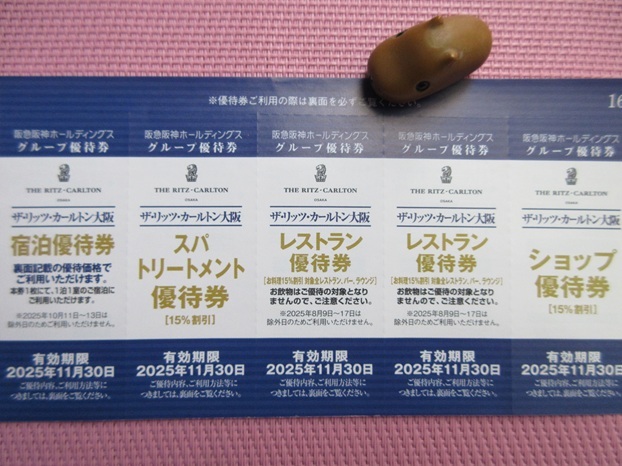 ※優待券ご利用の際は裏面を必ずご覧ください。
16
阪急阪神ホールディングス
グループ優待券
THE RITZ-CARLTON
OSAKA
ザ・リッツ・カールトン大阪
宿泊優待券
裏面記載の優待価格で
ご利用いただけます。
本券1枚にて、1泊1室のご宿泊に
ご利用いただけます。
※2025年10月11日〜13日は
除外日のためご利用いただけません。
有効期限
2025年11月30日
ご優待内容、ご利用方法等に
つきましては、裏面をご覧ください。
阪急阪神ホールディングス
グループ優待券
THE RITZ-CARLTON
OSAKA
ザ・リッツ・カールトン大阪
スパ
トリートメント
優待券
[15%割引]
有効期限
2025年11月30日
ご優待内容、ご利用方法等に
つきましては、裏面をご覧ください。
阪急阪神ホールディングス
グループ優待券
THE RITZ-CARLTON
OSAKA
ザ・リッツ・カールトン大阪
レストラン
優待券
[お料理15%割引 対象全レストラン、バー、ラウンジ]
お飲物はご優待の対象となり
ませんので、ご注意ください。
※2025年8月9日〜17日は
除外日のためご利用いただけません。
有効期限
2025年11月30日
ご優待内容、ご利用方法等に
つきましては、裏面をご覧ください。
阪急阪神ホールディングス
グループ優待券
THE RITZ-CARLTON
OSAKA
ザ・リッツ・カールトン大阪
レストラン
優待券
[お料理15%割引 対象全レストラン、バー、ラウンジ]
お飲物はご優待の対象となり
ませんので、ご注意ください。
※2025年8月9日〜17日は
除外日のためご利用いただけません。
有効期限
2025年11月30日
ご優待内容、ご利用方法等に
つきましては、裏面をご覧ください。
阪急阪神ホールディングス
グループ優待券
THE RITZ-CARLTON
OSAKA
ザ・リッツ・カールトン大阪
ショップ
優待券
[15%割引]
有効期限
2025年11月30日
ご優待内容、ご利用方法等に
つきましては、裏面をご覧ください。